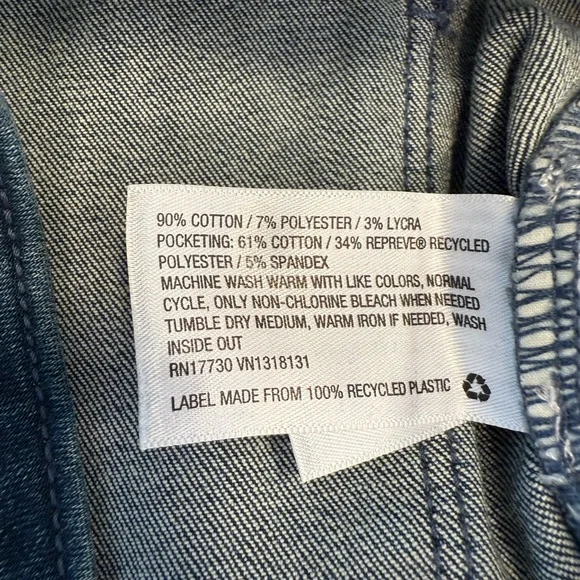 90% COTTON / 7% POLYESTER / 3% LYCRA
POCKETING: 61% COTTON / 34% REPREVE® RECYCLED
POLYESTER / 5% SPANDEX
MACHINE WASH WARM WITH LIKE COLORS, NORMAL
CYCLE, ONLY NON-CHLORINE BLEACH WHEN NEEDED
TUMBLE DRY MEDIUM, WARM IRON IF NEEDED, WASH
INSIDE OUT
RN17730 VN1318131
LABEL MADE FROM 100% RECYCLED PLASTIC